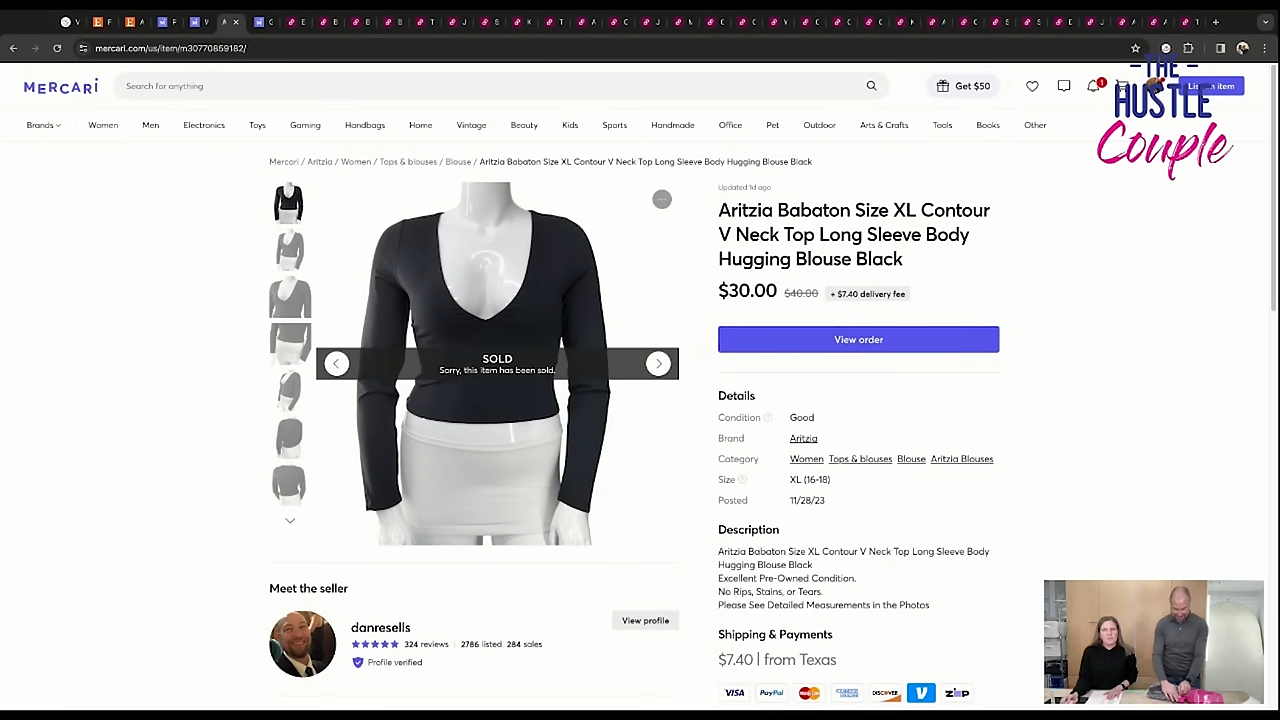 mercari.com/us/item/m30770859182/
THE
HUSTLE
Couple
MERCARI
Search for anything
Get $50
1
List an item
Brands
Women
Men
Electronics
Toys
Gaming
Handbags
Home
Vintage
Beauty
Kids
Sports
Handmade
Office
Pet
Outdoor
Arts & Crafts
Tools
Books
Other
Mercari / Aritzia / Women / Tops & blouses / Blouse / Aritzia Babaton Size XL Contour V Neck Top Long Sleeve Body Hugging Blouse Black
SOLD
Sorry, this item has been sold.
Updated 1d ago
Aritzia Babaton Size XL Contour
V Neck Top Long Sleeve Body
Hugging Blouse Black
$30.00 $40.00 + $7.40 delivery fee
View order
Details
Condition Good
Brand Aritzia
Category Women Tops & blouses Blouse Aritzia Blouses
Size XL (16-18)
Posted 11/28/23
Description
Aritzia Babaton Size XL Contour V Neck Top Long Sleeve Body
Hugging Blouse Black
Excellent Pre-Owned Condition.
No Rips, Stains, or Tears.
Please See Detailed Measurements in the Photos
Shipping & Payments
$7.40 | from Texas
VISA PayPal DISCOVER V ZIP
Meet the seller
danresells
324 reviews 2786 listed 284 sales
Profile verified
View profile